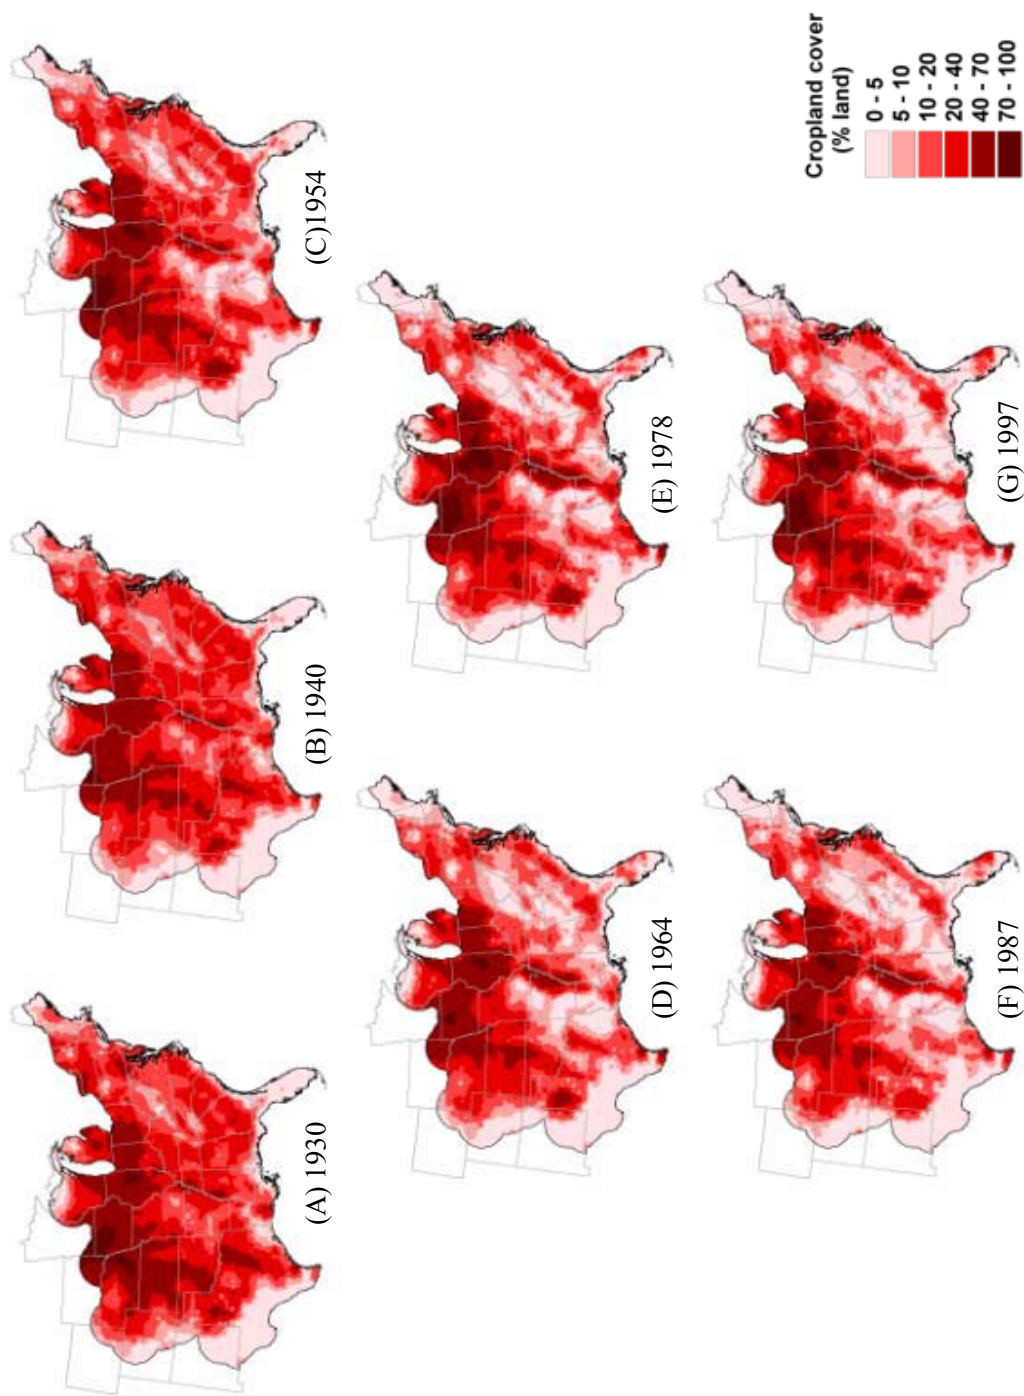 (A) 1930
(B) 1940
(C)1954
(D) 1964
(E) 1978
(F) 1987
(G) 1997
Cropland cover
(% land)
0 - 5
5 - 10
10 - 20
20 - 40
40 - 70
70 - 100